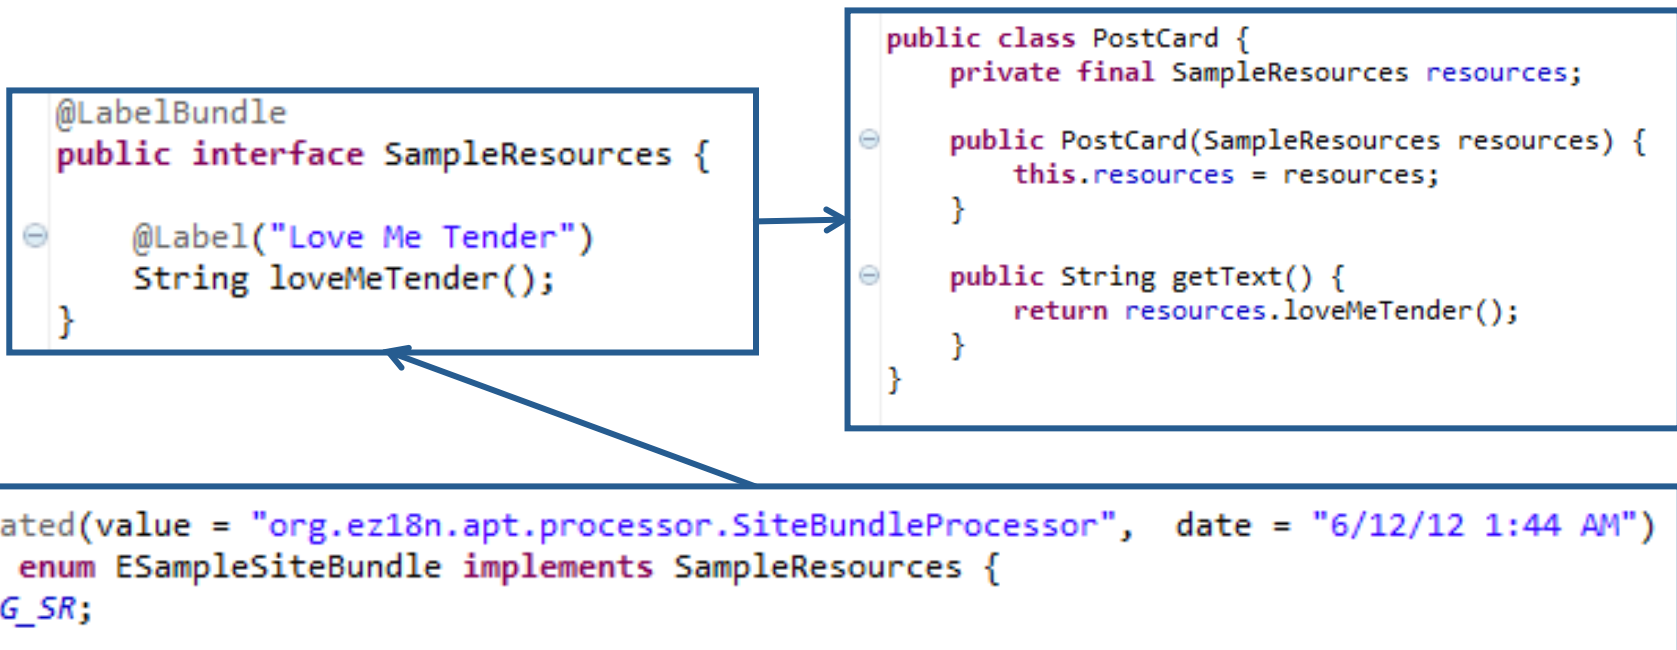 @LabelBundle
public interface SampleResources {
@Label("Love Me Tender")
String loveMeTender();
}
public class PostCard {
private final SampleResources resources;
public PostCard(SampleResources resources) {
this.resources = resources;
}
public String getText() {
return resources.loveMeTender();
}
}
ated(value = "org.ez18n.apt.processor.SiteBundleProcessor",  date = "6/12/12 1:44 AM")
enum ESampleSiteBundle implements SampleResources {
G_SR;